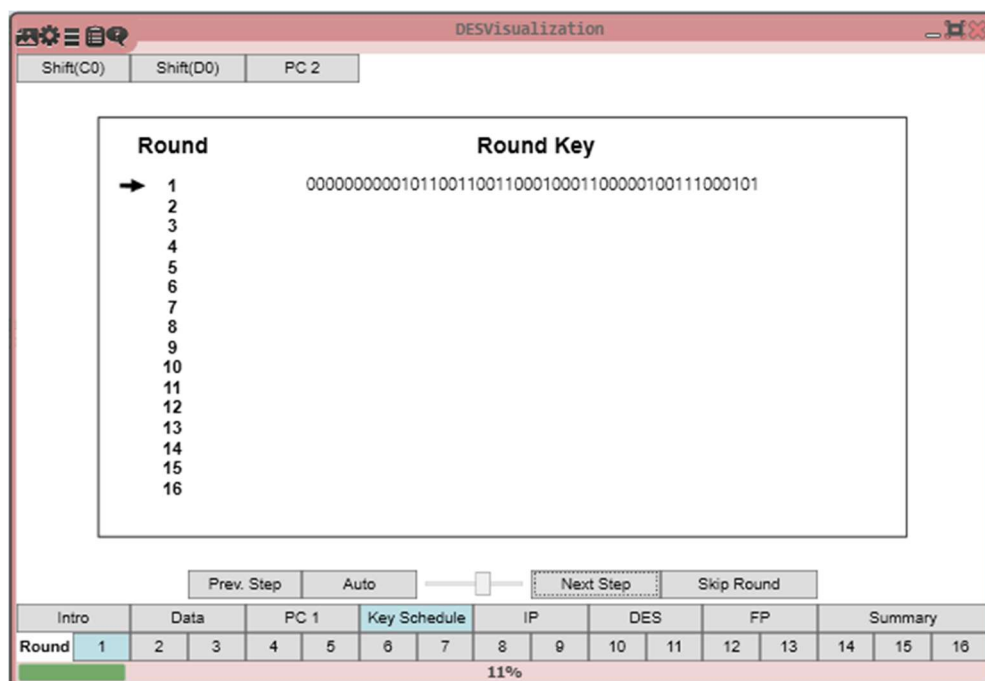 DESVisualization
Shift(C0) Shift(D0) PC 2
Round Round Key
1 000000000010110011001100010001100000100111000101
2
3
4
5
6
7
8
9
10
11
12
13
14
15
16
Prev. Step Auto Next Step Skip Round
Intro Data PC 1 Key Schedule IP DES FP Summary
Round 1 2 3 4 5 6 7 8 9 10 11 12 13 14 15 16
11%